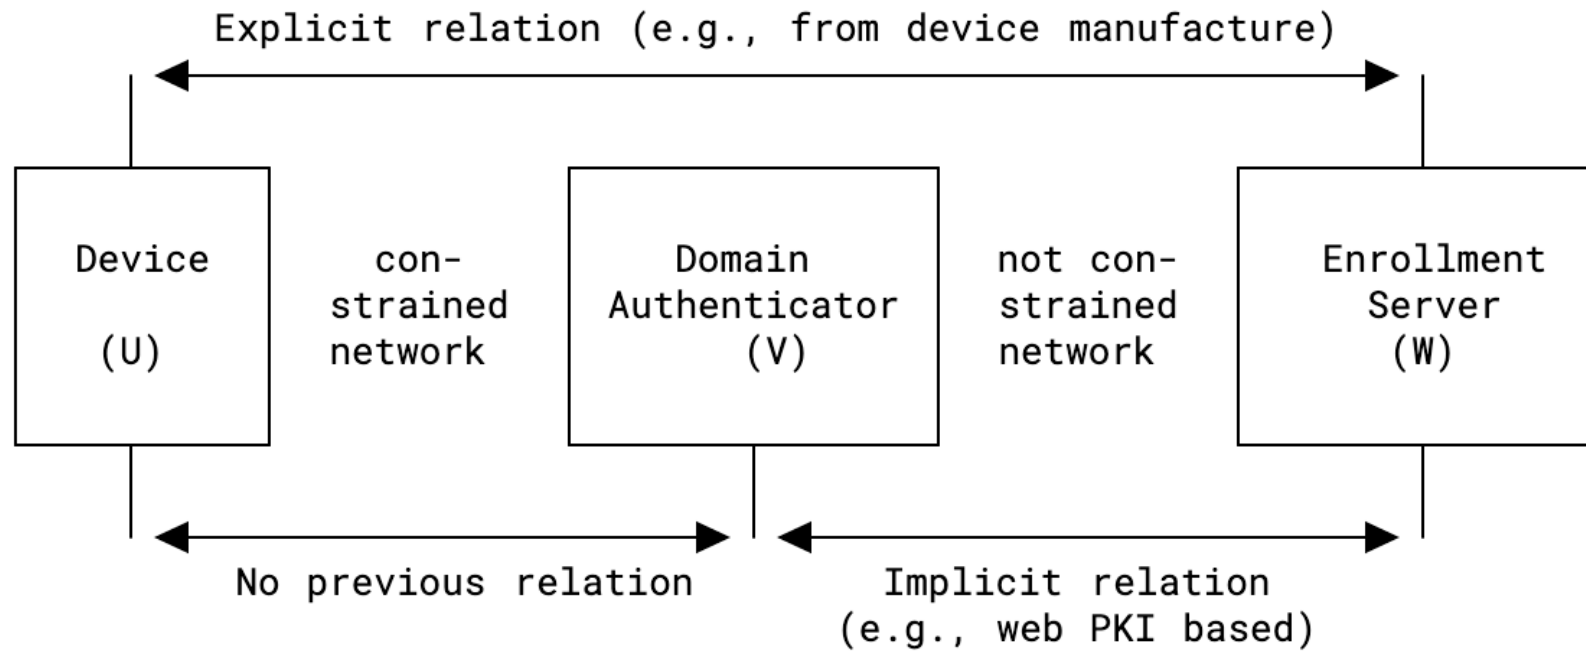 Explicit relation (e.g., from device manufacture)
Device
(U)
con-
strained
network
Domain
Authenticator
(V)
not con-
strained
network
Enrollment
Server
(W)
No previous relation
Implicit relation
(e.g., web PKI based)